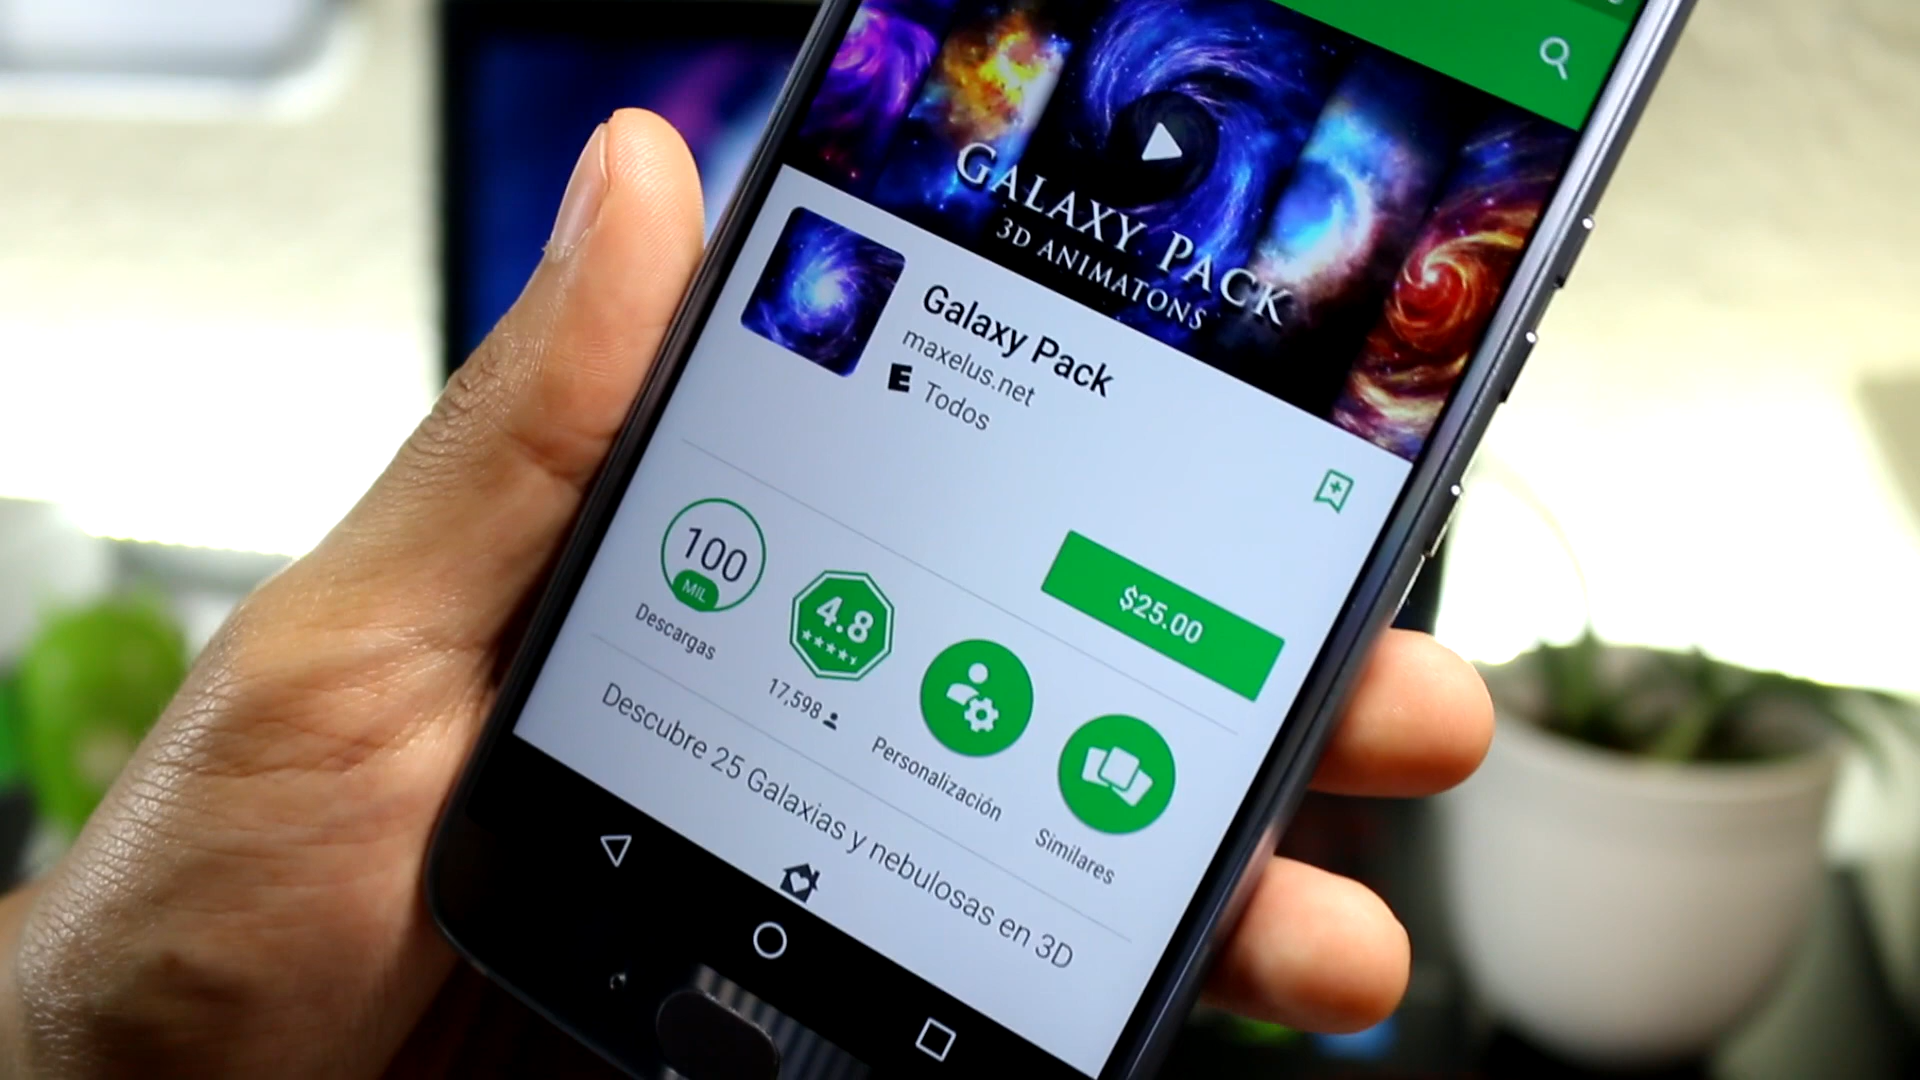 GALAXY PACK
3D ANIMATONS
Galaxy Pack
maxelus.net
E Todos
$25.00
100
MIL
Descargas
4.8
17,598
Personalización
Similares
Descubre 25 Galaxias y nebulosas en 3D